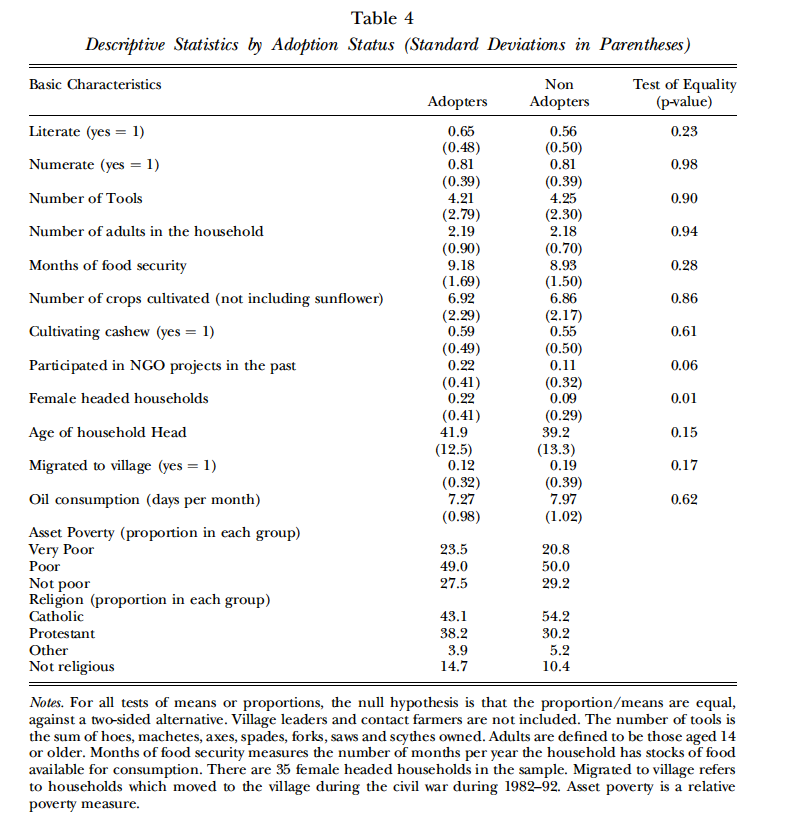 Table 4
Descriptive Statistics by Adoption Status (Standard Deviations in Parentheses)
Basic Characteristics Adopters Non Adopters Test of Equality (p-value)
Literate (yes = 1) 0.65 0.56 0.23
(0.48) (0.50)
Numerate (yes = 1) 0.81 0.81 0.98
(0.39) (0.39)
Number of Tools 4.21 4.25 0.90
(2.79) (2.30)
Number of adults in the household 2.19 2.18 0.94
(0.90) (0.70)
Months of food security 9.18 8.93 0.28
(1.69) (1.50)
Number of crops cultivated (not including sunflower) 6.92 6.86 0.86
(2.29) (2.17)
Cultivating cashew (yes = 1) 0.59 0.55 0.61
(0.49) (0.50)
Participated in NGO projects in the past 0.22 0.11 0.06
(0.41) (0.32)
Female headed households 0.22 0.09 0.01
(0.41) (0.29)
Age of household Head 41.9 39.2 0.15
(12.5) (13.3)
Migrated to village (yes = 1) 0.12 0.19 0.17
(0.32) (0.39)
Oil consumption (days per month) 7.27 7.97 0.62
(0.98) (1.02)
Asset Poverty (proportion in each group)
Very Poor 23.5 20.8
Poor 49.0 50.0
Not poor 27.5 29.2
Religion (proportion in each group)
Catholic 43.1 54.2
Protestant 38.2 30.2
Other 3.9 5.2
Not religious 14.7 10.4
Notes. For all tests of means or proportions, the null hypothesis is that the proportion/means are equal,
against a two-sided alternative. Village leaders and contact farmers are not included. The number of tools is
the sum of hoes, machetes, axes, spades, forks, saws and scythes owned. Adults are defined to be those aged 14
or older. Months of food security measures the number of months per year the household has stocks of food
available for consumption. There are 35 female headed households in the sample. Migrated to village refers
to households which moved to the village during the civil war during 1982–92. Asset poverty is a relative
poverty measure.